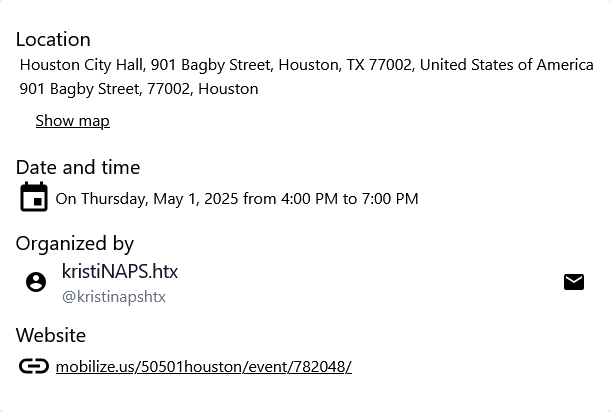 Location
Houston City Hall, 901 Bagby Street, Houston, TX 77002, United States of America
901 Bagby Street, 77002, Houston
Show map
Date and time
On Thursday, May 1, 2025 from 4:00 PM to 7:00 PM
Organized by
kristiNAPS.htx
@kristinapshtx
Website
mobilize.us/50501houston/event/782048/